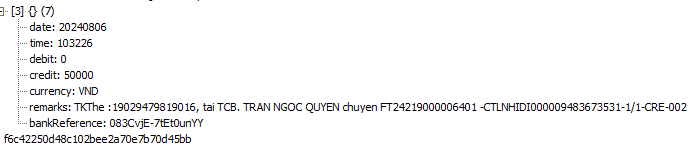 [3] {} (7)
date: 20240806
time: 103226
debit: 0
credit: 50000
currency: VND
remarks: TKThe :19029479819016, tai TCB. TRAN NGOC QUYEN chuyen FT24219000006401 -CTLNHIDI000009483673531-1/1-CRE-002
bankReference: 083CvjE-7tEt0unYY
f6c42250d48c102bee2a70e7b70d45bb